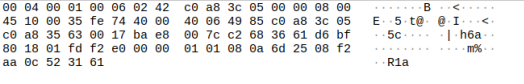 00 04 00 01 00 06 02 42 c0 a8 3c 05 00 00 08 00 ·······B ··<·····
45 10 00 35 fe 74 40 00 40 06 49 85 c0 a8 3c 05 E··5·t@· @·I···<·
c0 a8 35 63 00 17 ba e8 00 7c c2 68 36 61 d6 bf ··5c···· ·|·h6a··
80 18 01 fd f2 e0 00 00 01 01 08 0a 6d 25 08 f2 ········ ····m%··
aa 0c 52 31 61 ··R1a